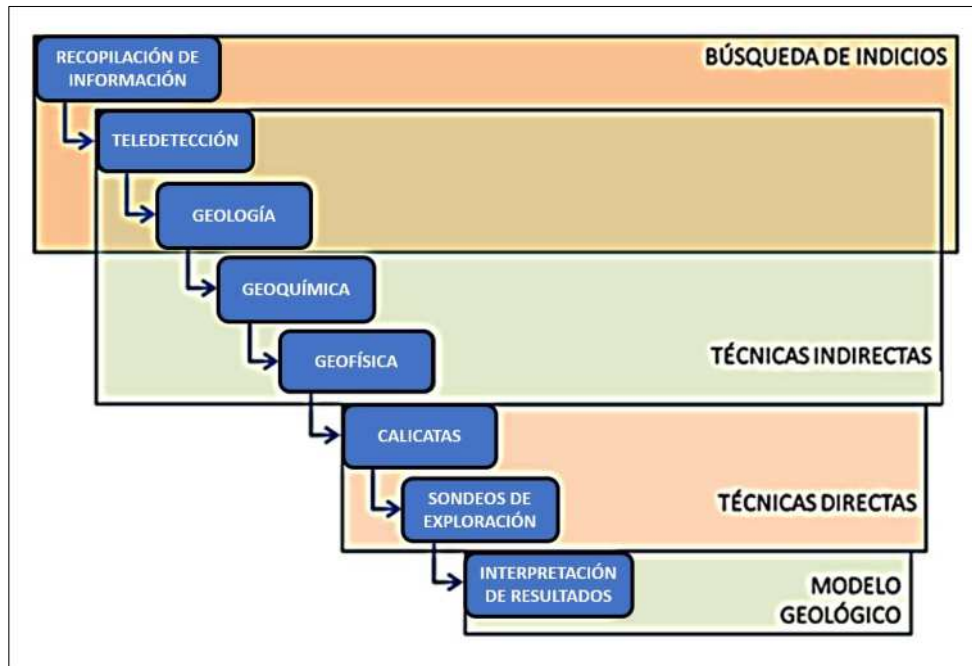 RECOPILACIÓN DE
INFORMACIÓN
BÚSQUEDA DE INDICIOS
TELEDETECCIÓN
GEOLOGÍA
GEOQUÍMICA
GEOFÍSICA
TÉCNICAS INDIRECTAS
CALICATAS
SONDEOS DE
EXPLORACIÓN
TÉCNICAS DIRECTAS
INTERPRETACIÓN
DE RESULTADOS
MODELO
GEOLÓGICO